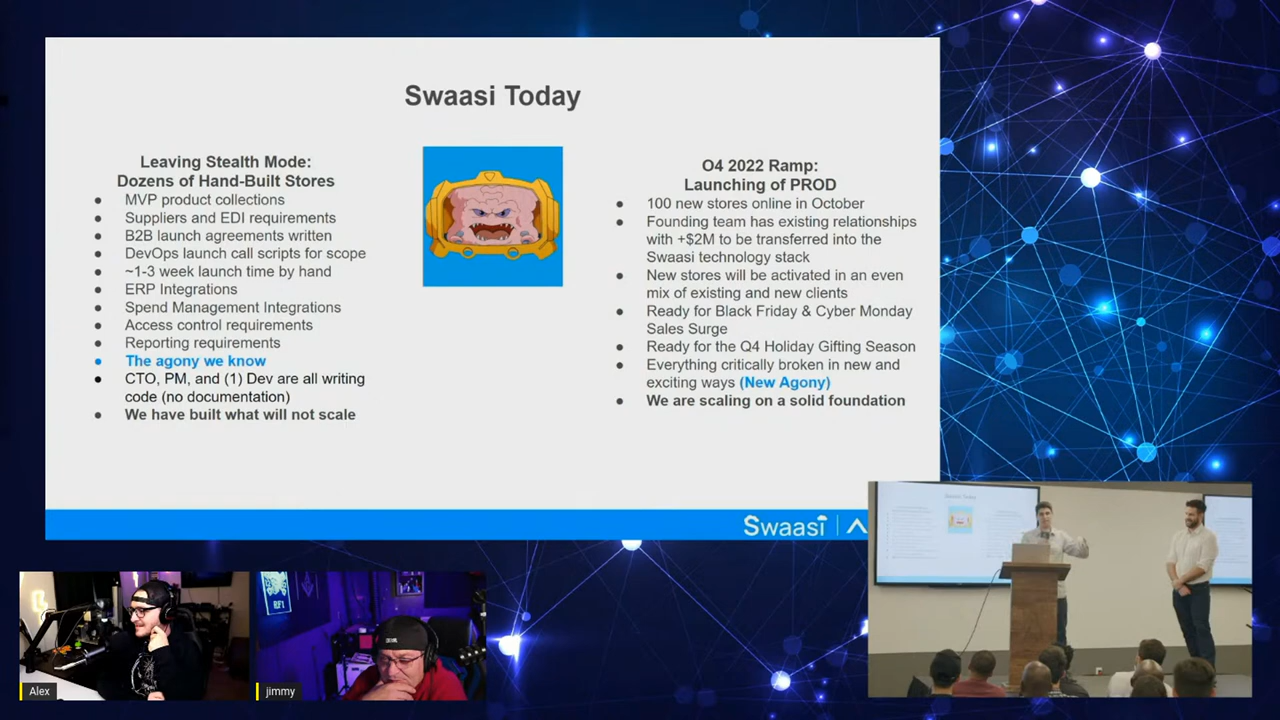 Swaasi Today
Leaving Stealth Mode:
Dozens of Hand-Built Stores
● MVP product collections
● Suppliers and EDI requirements
● B2B launch agreements written
● DevOps launch call scripts for scope
● ~1-3 week launch time by hand
● ERP Integrations
● Spend Management Integrations
● Access control requirements
● Reporting requirements
● The agony we know
● CTO, PM, and (1) Dev are all writing
code (no documentation)
● We have built what will not scale
O4 2022 Ramp:
Launching of PROD
● 100 new stores online in October
● Founding team has existing relationships
with +$2M to be transferred into the
Swaasi technology stack
● New stores will be activated in an even
mix of existing and new clients
● Ready for Black Friday & Cyber Monday
Sales Surge
● Ready for the Q4 Holiday Gifting Season
● Everything critically broken in new and
exciting ways (New Agony)
● We are scaling on a solid foundation
Swaasi
Swaasi Today
Alex
jimmy